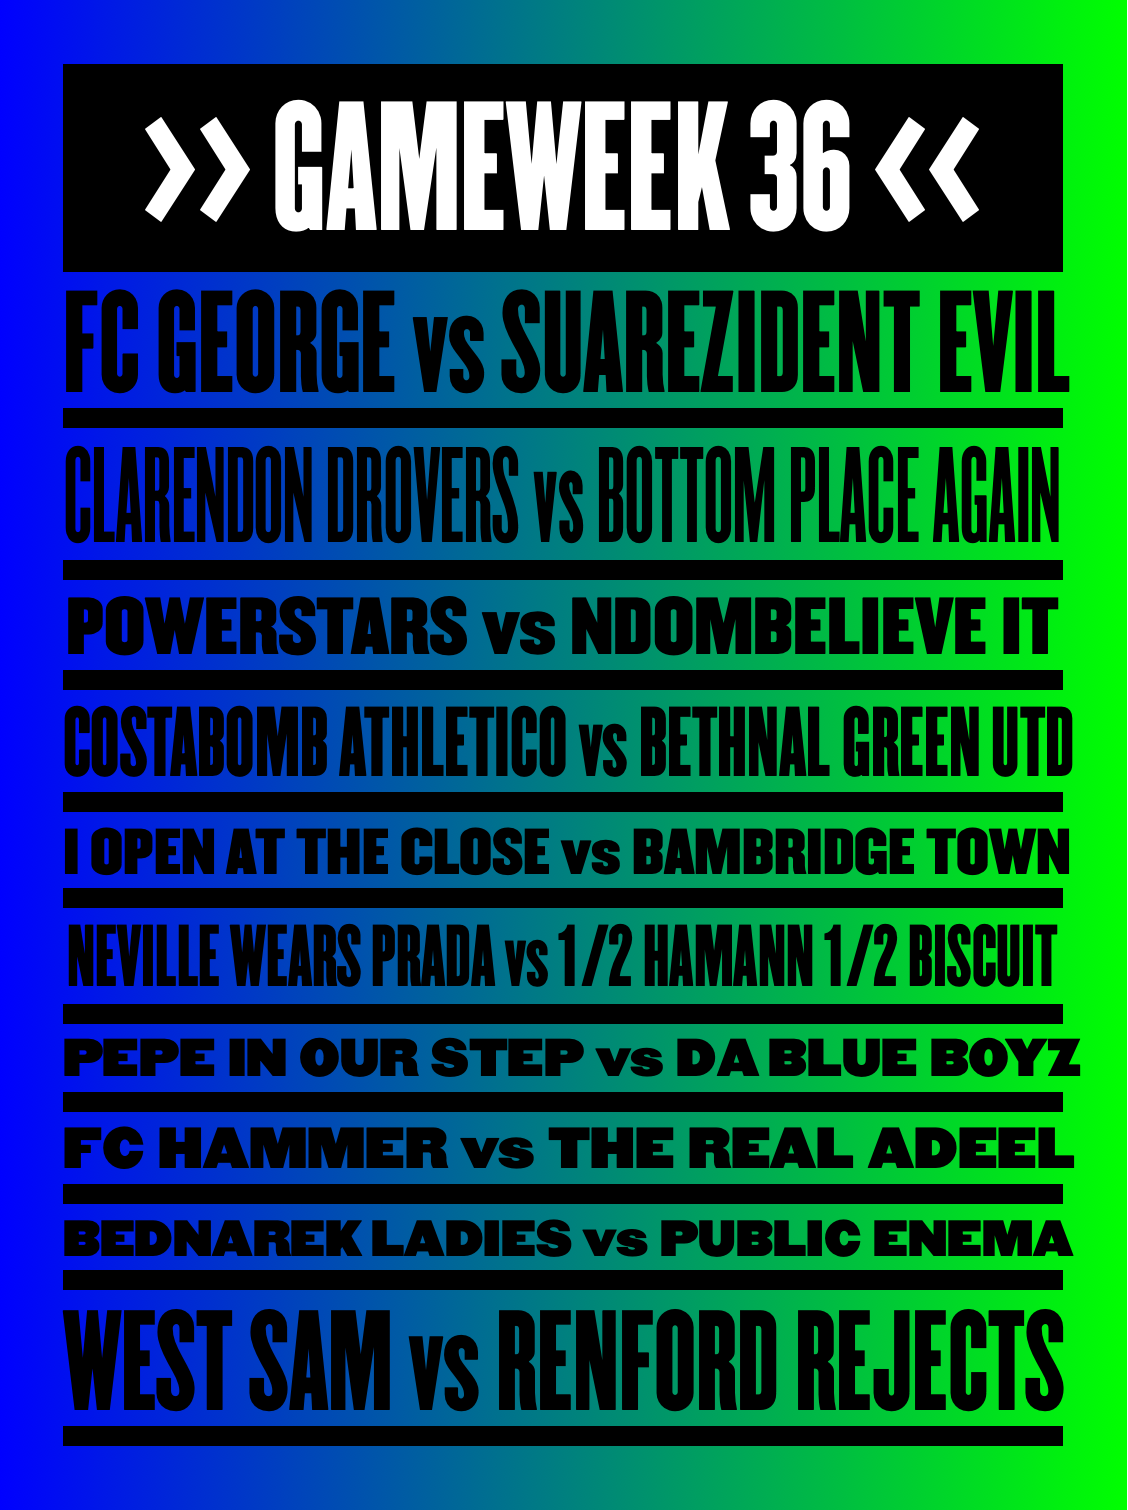 >> GAMEWEEK 36 <<
FC GEORGE vs SUAREZIDENT EVIL
CLARENDON DROVERS vs BOTTOM PLACE AGAIN
POWERSTARS vs NDOMBELIEVE IT
COSTABOMB ATHLETICO vs BETHNAL GREEN UTD
I OPEN AT THE CLOSE vs BAMBRIDGE TOWN
NEVILLE WEARS PRADA vs 1/2 HAMANN 1/2 BISCUIT
PEPE IN OUR STEP vs DA BLUE BOYZ
FC HAMMER vs THE REAL ADEEL
BEDNAREK LADIES vs PUBLIC ENEMA
WEST SAM vs RENFORD REJECTS